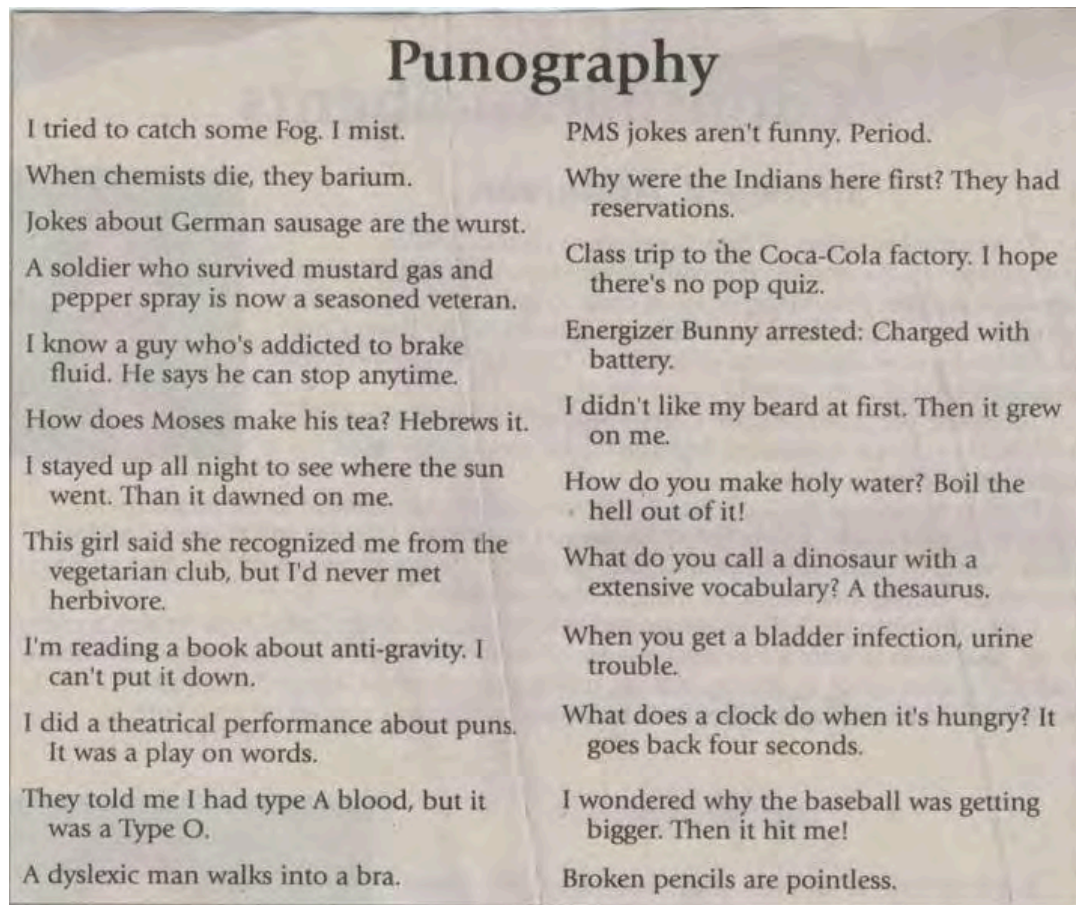 Punography
I tried to catch some Fog. I mist.
When chemists die, they barium.
Jokes about German sausage are the wurst.
A soldier who survived mustard gas and
pepper spray is now a seasoned veteran.
I know a guy who's addicted to brake
fluid. He says he can stop anytime.
How does Moses make his tea? Hebrews it.
I stayed up all night to see where the sun
went. Than it dawned on me.
This girl said she recognized me from the
vegetarian club, but I'd never met
herbivore.
I'm reading a book about anti-gravity. I
can't put it down.
I did a theatrical performance about puns.
It was a play on words.
They told me I had type A blood, but it
was a Type O.
A dyslexic man walks into a bra.
PMS jokes aren't funny. Period.
Why were the Indians here first? They had
reservations.
Class trip to the Coca-Cola factory. I hope
there's no pop quiz.
Energizer Bunny arrested: Charged with
battery.
I didn't like my beard at first. Then it grew
on me.
How do you make holy water? Boil the
hell out of it!
What do you call a dinosaur with a
extensive vocabulary? A thesaurus.
When you get a bladder infection, urine
trouble.
What does a clock do when it's hungry? It
goes back four seconds.
I wondered why the baseball was getting
bigger. Then it hit me!
Broken pencils are pointless.